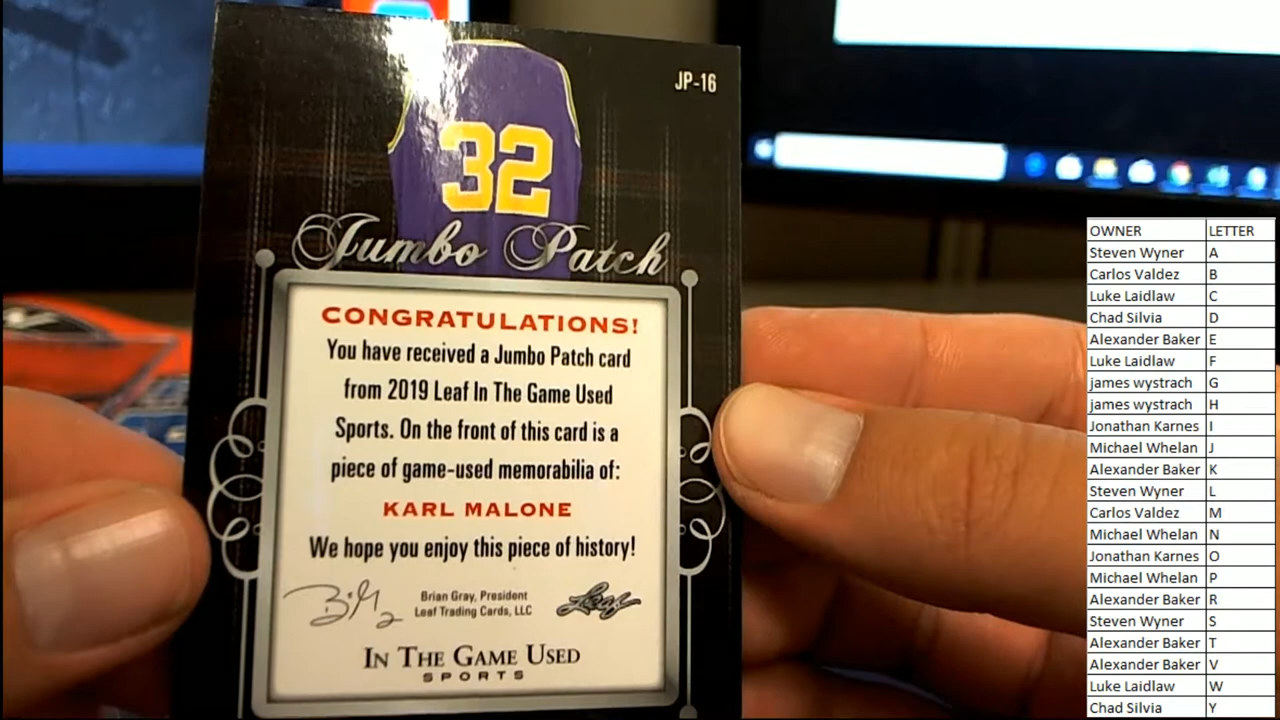 JP-16
32
Jumbo Patch
CONGRATULATIONS!
You have received a Jumbo Patch card
from 2019 Leaf In The Game Used
Sports. On the front of this card is a
piece of game-used memorabilia of:
KARL MALONE
We hope you enjoy this piece of history!
Brian Gray, President
Leaf Trading Cards, LLC
Leaf
IN THE GAME USED
SPORTS
OWNER LETTER
Steven Wyner A
Carlos Valdez B
Luke Laidlaw C
Chad Silvia D
Alexander Baker E
Luke Laidlaw F
james wystrach G
james wystrach H
Jonathan Karnes I
Michael Whelan J
Alexander Baker K
Steven Wyner L
Carlos Valdez M
Michael Whelan N
Jonathan Karnes O
Michael Whelan P
Alexander Baker R
Steven Wyner S
Alexander Baker T
Alexander Baker V
Luke Laidlaw W
Chad Silvia Y